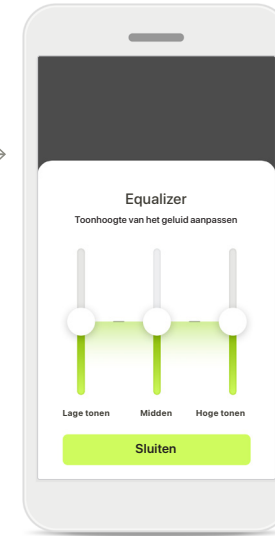 Equalizer
Toonhoogte van het geluid aanpassen
Lage tonen Midden Hoge tonen
Sluiten